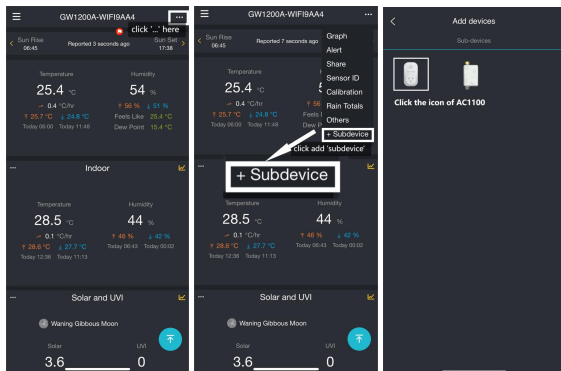 GW1200A-WIFI9AA4
...
click '...' here
Sun Rise
06:45
Reported 3 seconds ago
Sun Set
17:38
Temperature
Humidity
25.4 °C
54 %
0.4 °C/hr
↑ 56 % ↓ 51 %
↑ 25.7 °C ↓ 24.8 °C
Feels Like 25.4 °C
Today 06:00 Today 11:48
Dew Point 15.4 °C
... Indoor
Temperature
Humidity
28.5 °C
44 %
0.1 °C/hr
↑ 46 % ↓ 42 %
↑ 28.6 °C ↓ 27.7 °C
Today 06:43 Today 00:02
Today 12:36 Today 11:13
... Solar and UVI
Waning Gibbous Moon
Solar
UVI
3.6
0
GW1200A-WIFI9AA4 ...
Sun Rise
06:45
Reported 7 seconds ago
Graph
Alert
Share
Sensor ID
Calibration
Rain Totals
Others
+ Subdevice
click add 'subdevice'
+ Subdevice
Temperature
25.4 °C
0.4 °C/hr
↑ 56
↑ 25.7 °C ↓ 24.8 °C
Feels
Today 06:00 Today 11:48
Dew P
...
Temperature
Humidity
28.5 °C
44 %
0.1 °C/hr
↑ 46 % ↓ 42 %
↑ 28.6 °C ↓ 27.7 °C
Today 06:43 Today 00:02
Today 12:36 Today 11:13
... Solar and UVI
Waning Gibbous Moon
Solar
UVI
3.6
0
Add devices
Sub-devices
Click the icon of AC1100